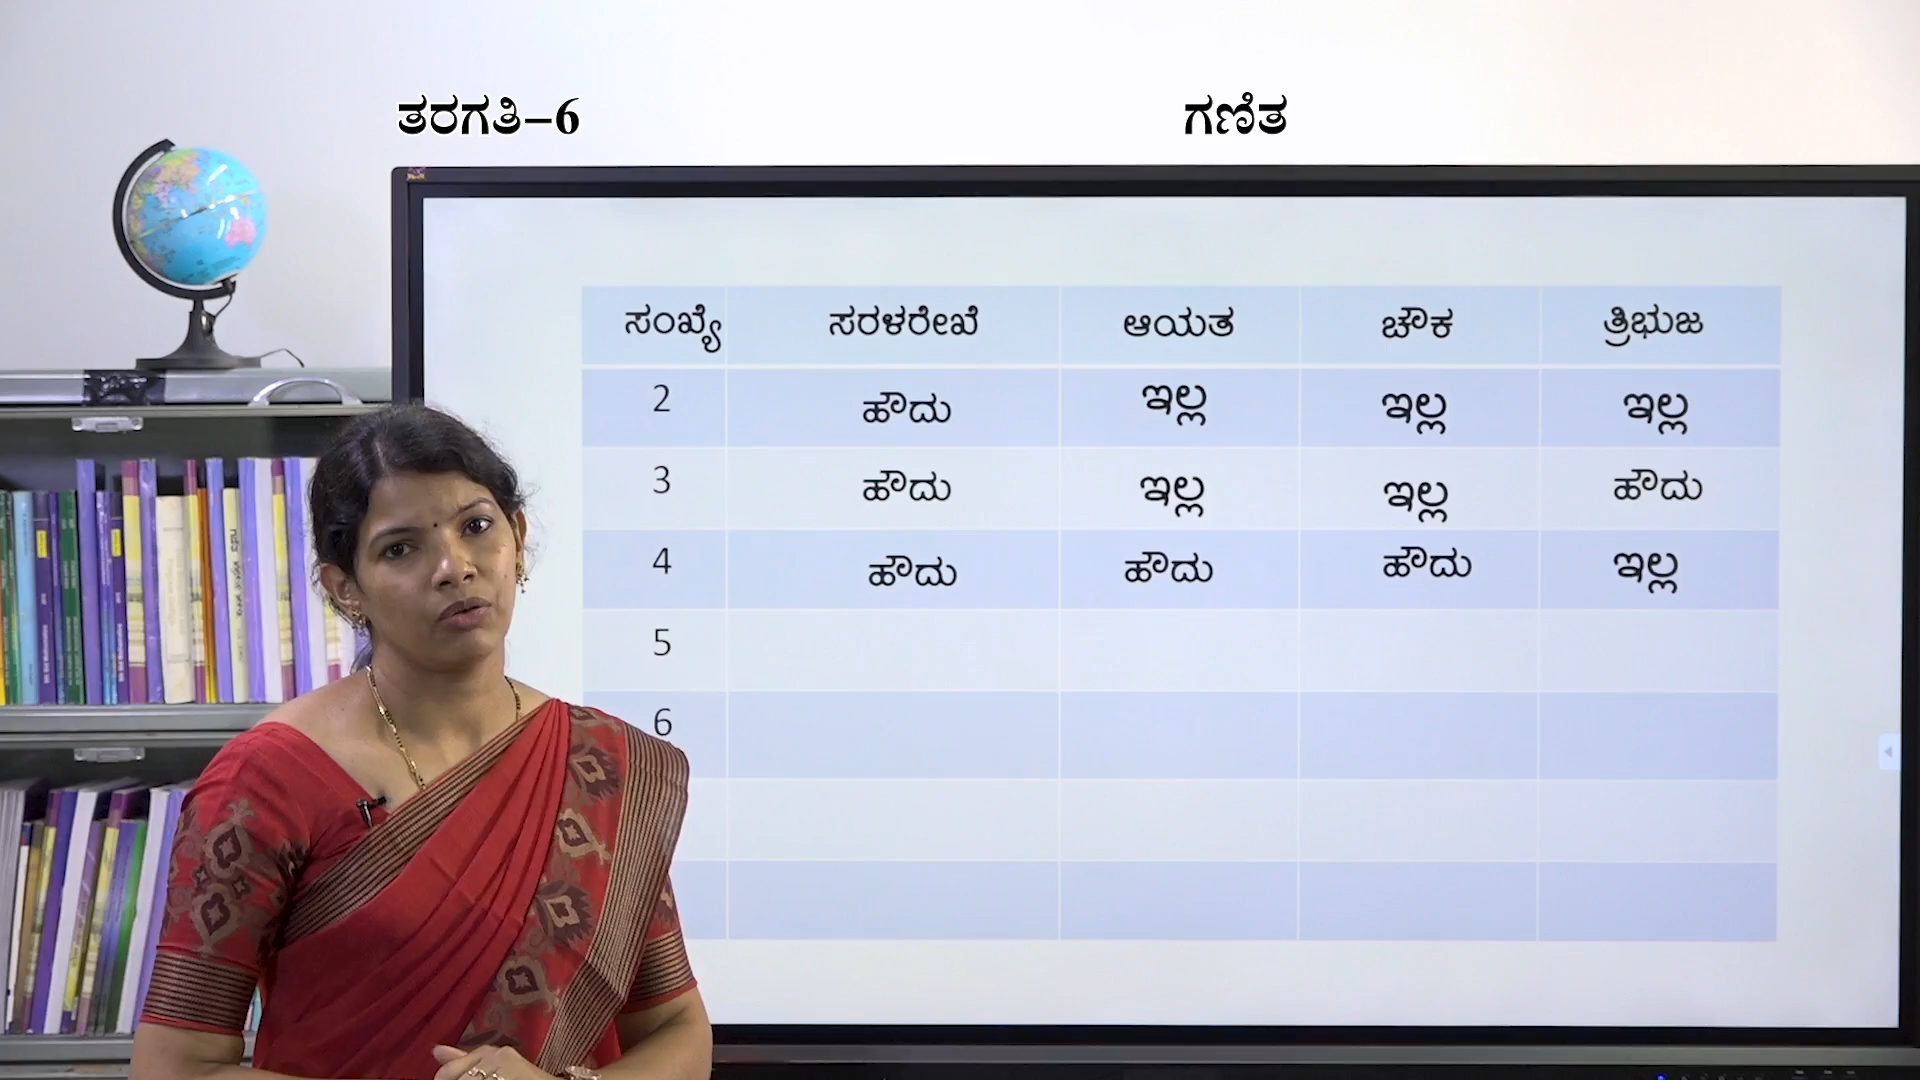 ತರಗತಿ–6 ಗಣಿತ
ಸಂಖ್ಯೆ ಸರಳರೇಖೆ ಆಯತ ಚೌಕ ತ್ರಿಭುಜ
2 ಹೌದು ಇಲ್ಲ ಇಲ್ಲ ಇಲ್ಲ
3 ಹೌದು ಇಲ್ಲ ಇಲ್ಲ ಹೌದು
4 ಹೌದು ಹೌದು ಹೌದು ಇಲ್ಲ
5
6